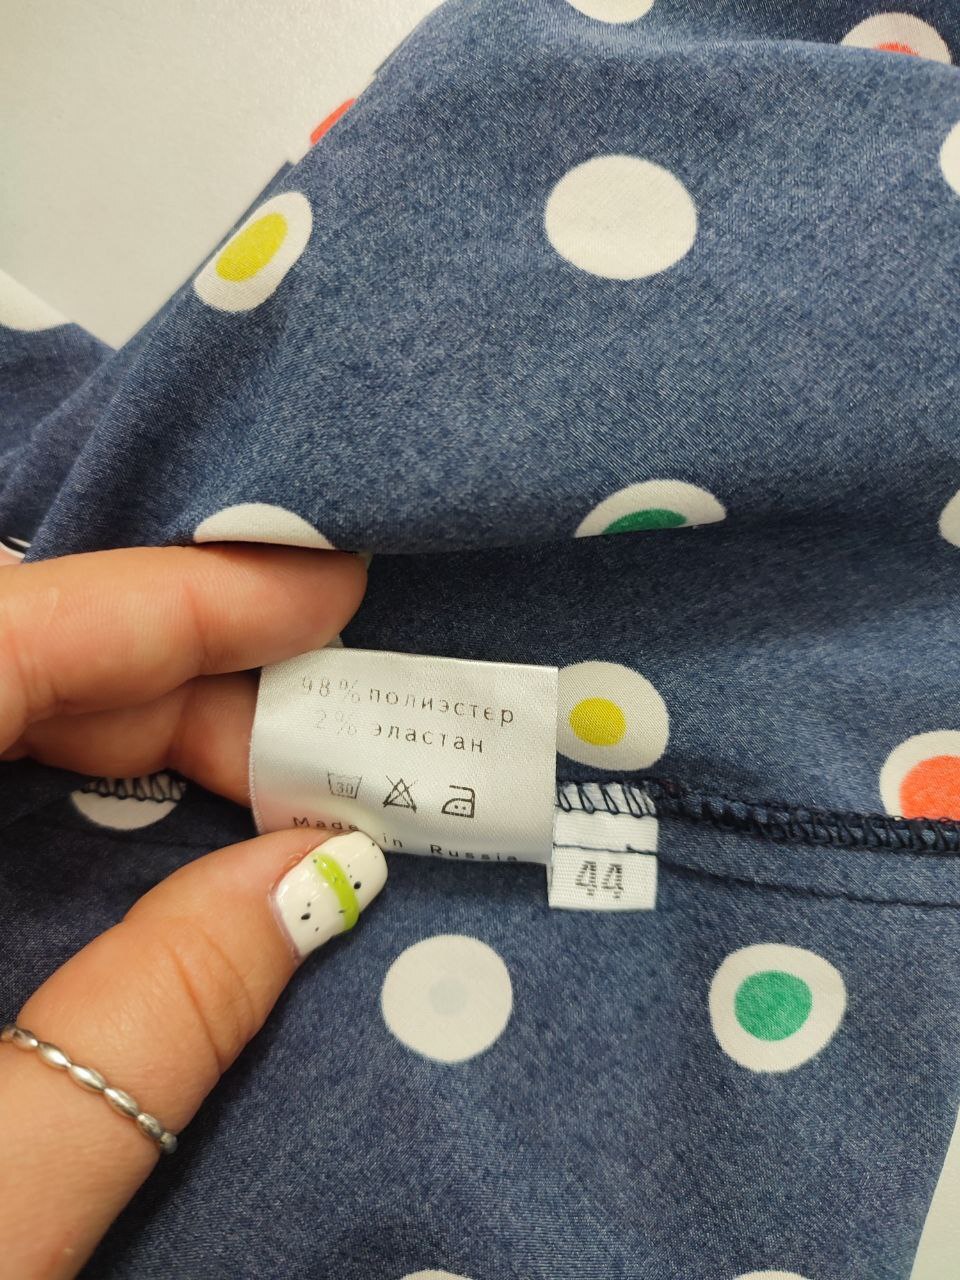 98% полиэстер
2% эластан
30
Made in Russia
44